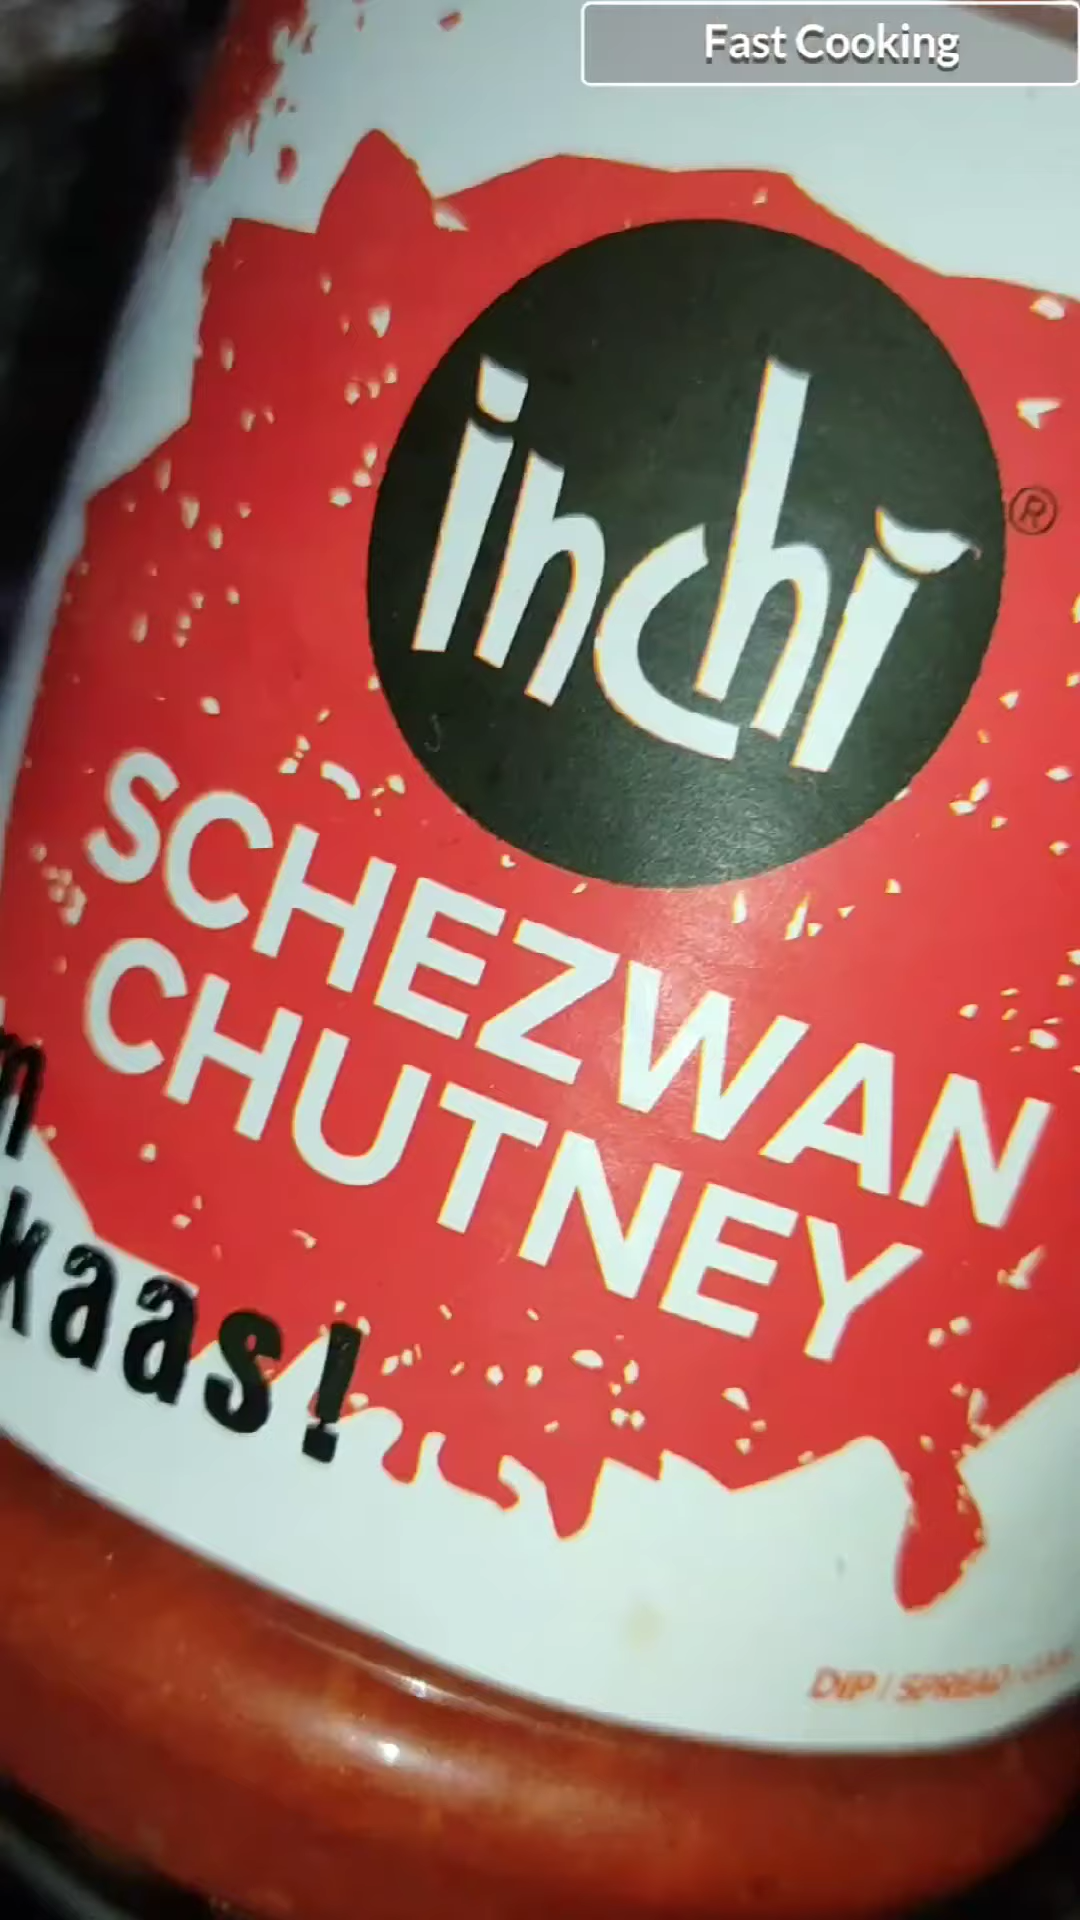 Fast Cooking
inchi
®
SCHEZWAN
CHUTNEY
kaas!
DIP / SPREAD /